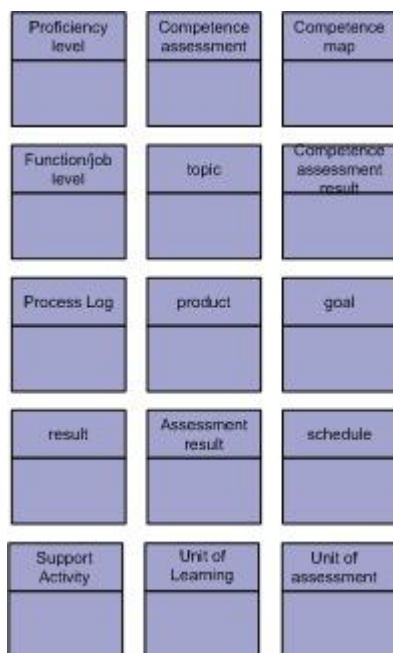 Proficiency
level
Competence
assessment
Competence
map
Function/job
level
topic
Competence
assessment
result
Process Log
product
goal
result
Assessment
result
schedule
Support
Activity
Unit of
Learning
Unit of
assessment